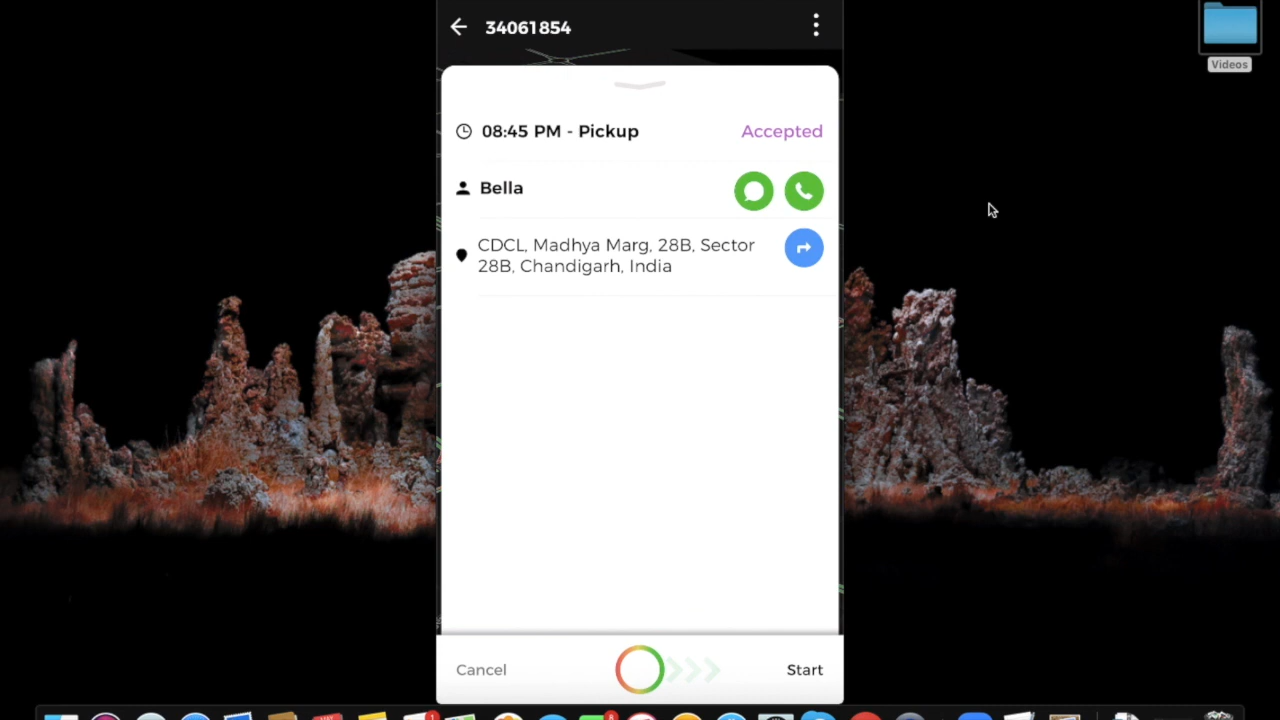 34061854
Videos
08:45 PM - Pickup
Accepted
Bella
CDCL, Madhya Marg, 28B, Sector
28B, Chandigarh, India
Cancel
Start